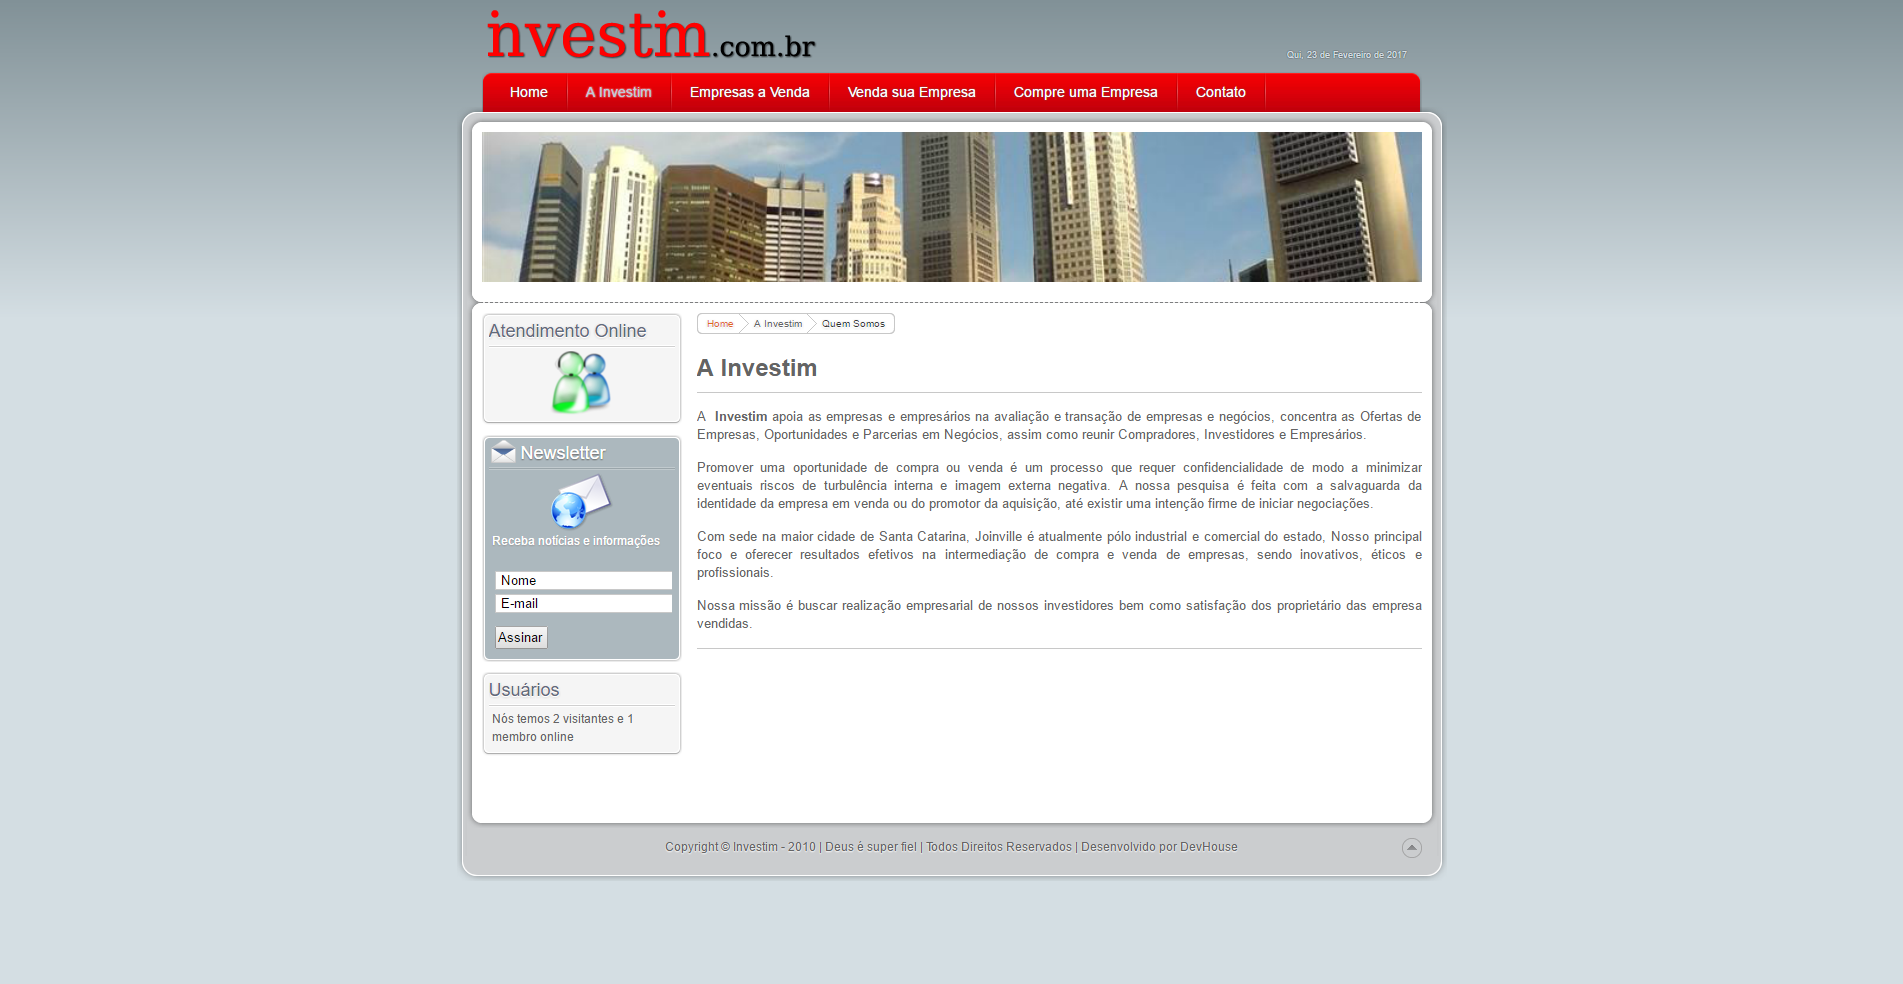 investim.com.br
Qui, 23 de Fevereiro de 2017
Home
A Investim
Empresas a Venda
Venda sua Empresa
Compre uma Empresa
Contato
Atendimento Online
Newsletter
Receba notícias e informações
Nome
E-mail
Assinar
Usuários
Nós temos 2 visitantes e 1
membro online
Home
A Investim
Quem Somos
A Investim
A Investim apoia as empresas e empresários na avaliação e transação de empresas e negócios, concentra as Ofertas de
Empresas, Oportunidades e Parcerias em Negócios, assim como reunir Compradores, Investidores e Empresários.
Promover uma oportunidade de compra ou venda é um processo que requer confidencialidade de modo a minimizar
eventuais riscos de turbulência interna e imagem externa negativa. A nossa pesquisa é feita com a salvaguarda da
identidade da empresa em venda ou do promotor da aquisição, até existir uma intenção firme de iniciar negociações.
Com sede na maior cidade de Santa Catarina, Joinville é atualmente pólo industrial e comercial do estado, Nosso principal
foco e oferecer resultados efetivos na intermediação de compra e venda de empresas, sendo inovativos, éticos e
profissionais.
Nossa missão é buscar realização empresarial de nossos investidores bem como satisfação dos proprietário das empresa
vendidas.
Copyright © Investim - 2010 | Deus é super fiel | Todos Direitos Reservados | Desenvolvido por DevHouse